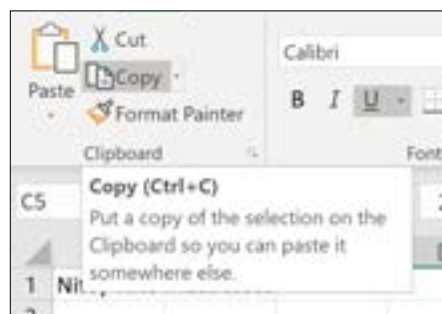 Cut
Calibri
Copy
Paste
B I U
Format Painter
Clipboard
Font
Copy (Ctrl+C)
C5
Put a copy of the selection on the
Clipboard so you can paste it
somewhere else.
1